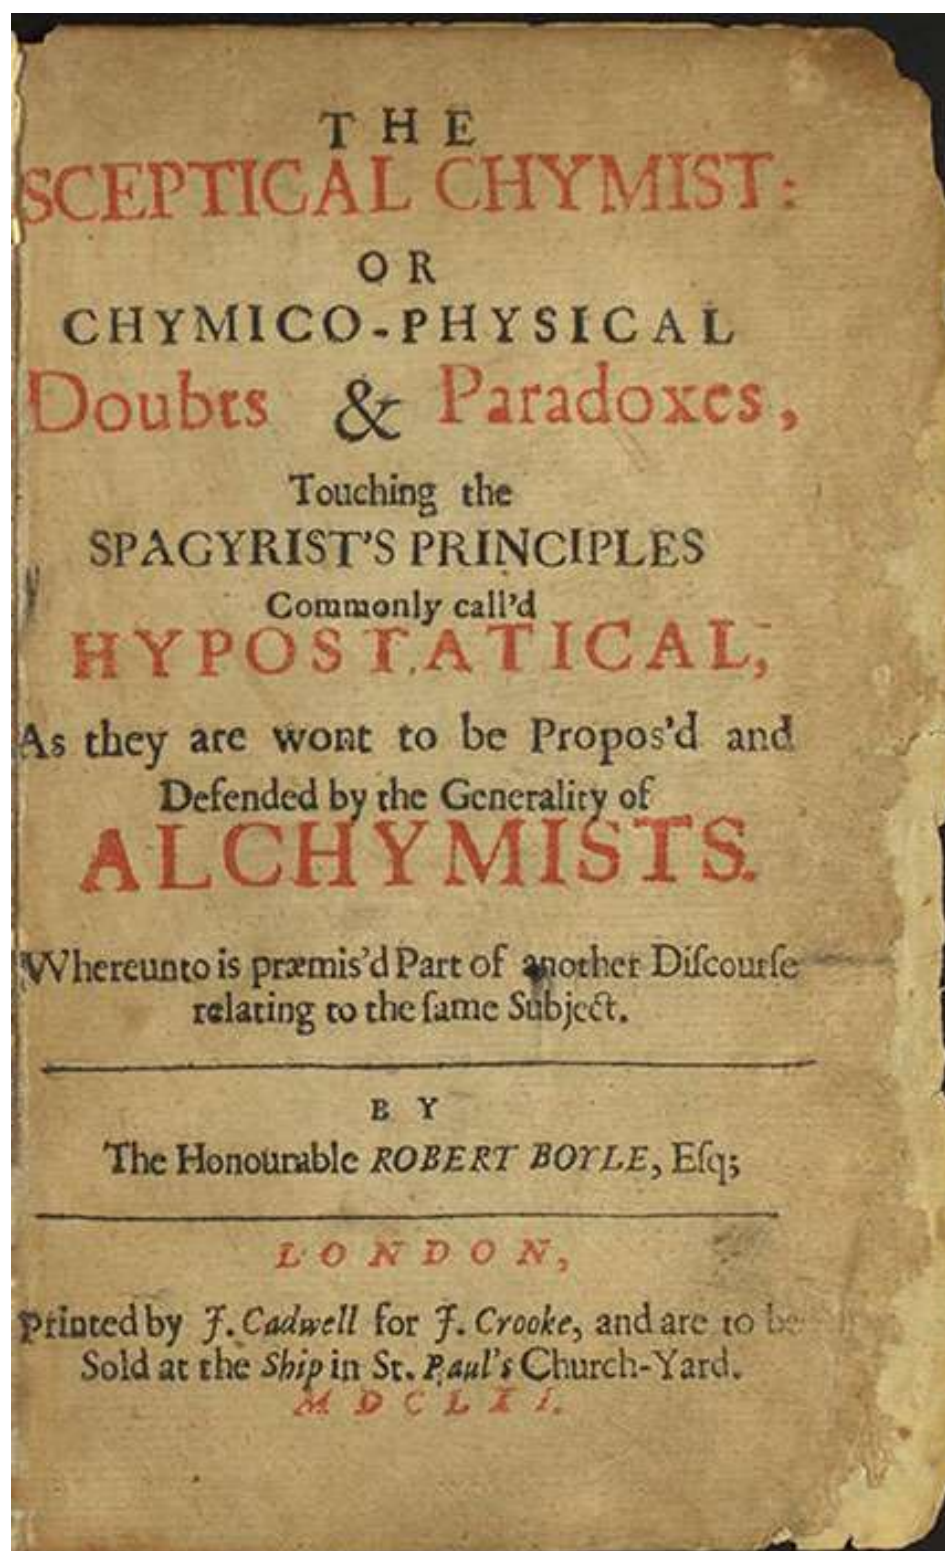 THE
SCEPTICAL CHYMIST:
OR
CHYMICO-PHYSICAL
Doubts & Paradoxes,
Touching the
SPAGYRIST'S PRINCIPLES
Commonly call'd
HYPOSTATICAL,
As they are wont to be Propos'd and
Defended by the Generality of
ALCHYMISTS.
Whereunto is præmis'd Part of another Diſcourſe
relating to the ſame Subject.
BY
The Honourable ROBERT BOYLE, Eſq;
LONDON,
Printed by J. Cadwell for J. Crooke, and are to be
Sold at the Ship in St. Paul's Church-Yard.
MDCLXI.